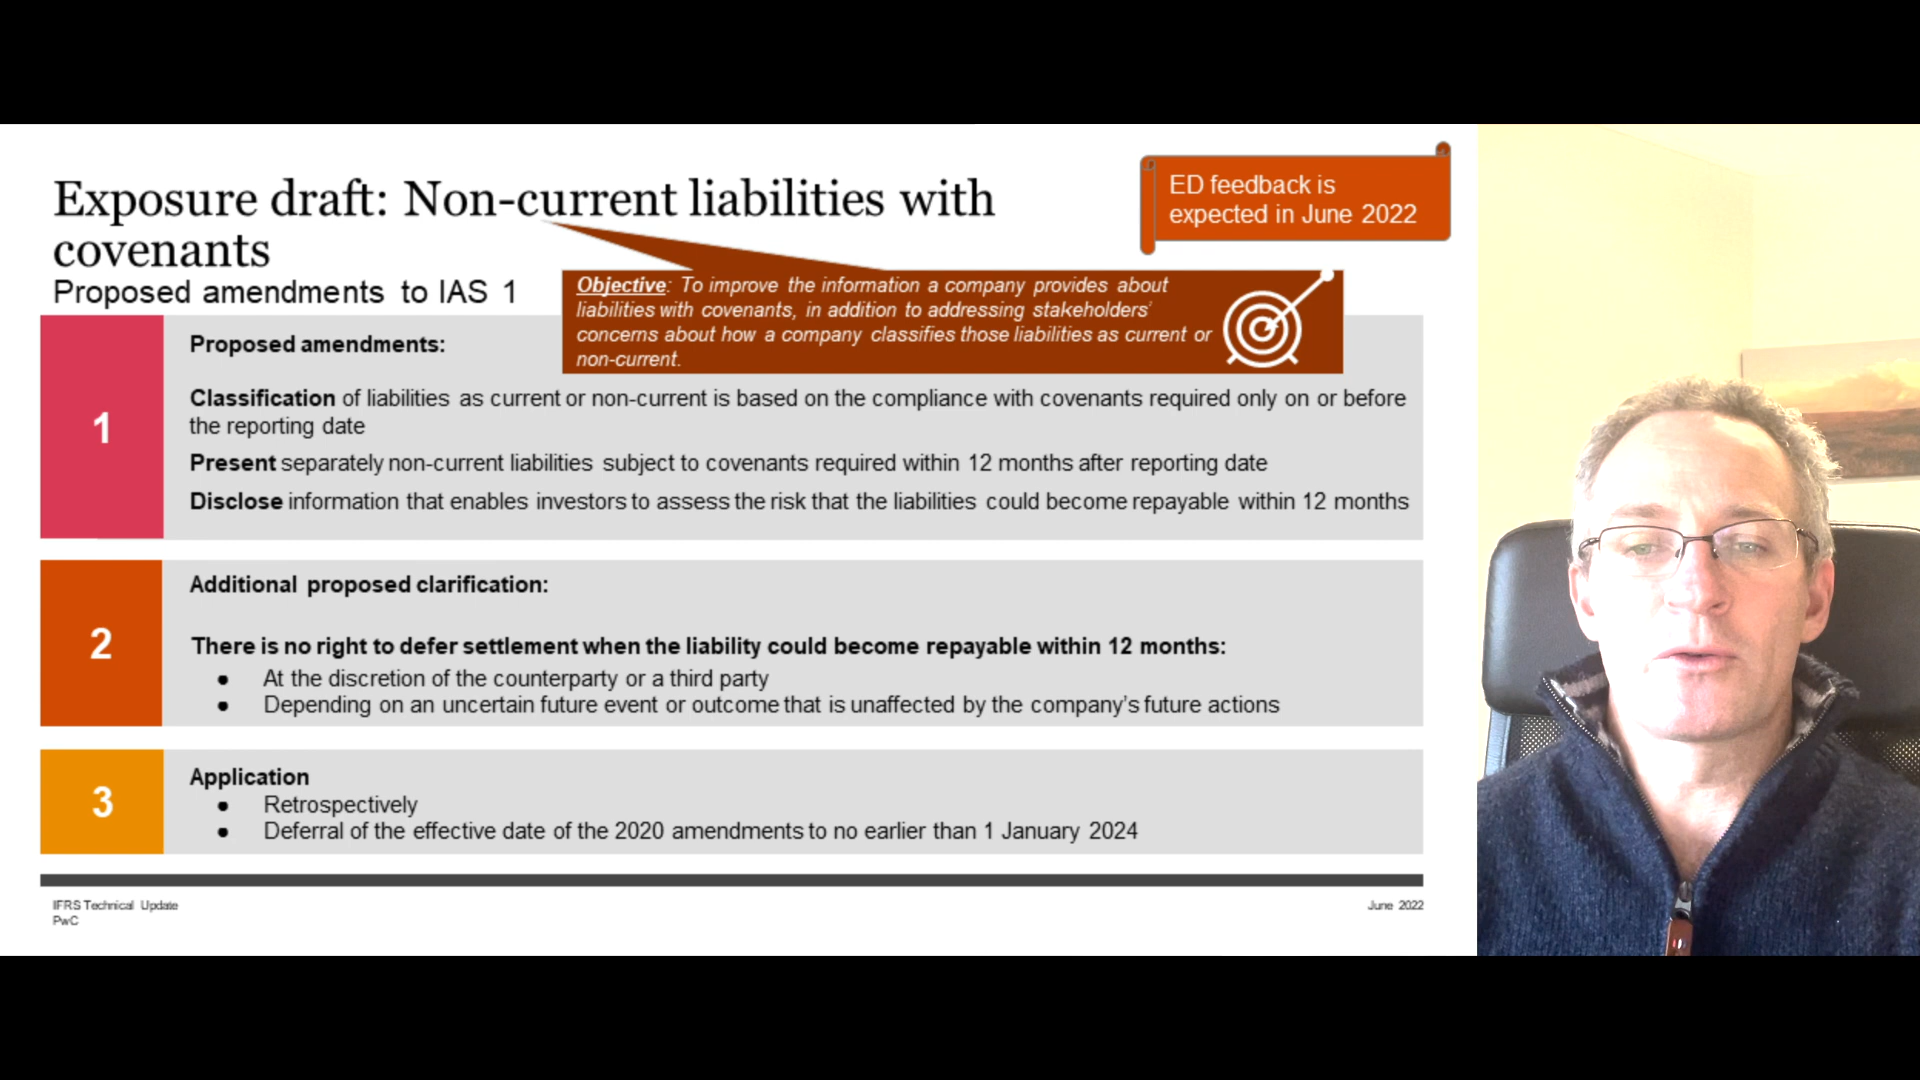 Exposure draft: Non-current liabilities with
covenants
Proposed amendments to IAS 1
ED feedback is
expected in June 2022
Objective: To improve the information a company provides about
liabilities with covenants, in addition to addressing stakeholders'
concerns about how a company classifies those liabilities as current or
non-current.
1
Proposed amendments:
Classification of liabilities as current or non-current is based on the compliance with covenants required only on or before
the reporting date
Present separately non-current liabilities subject to covenants required within 12 months after reporting date
Disclose information that enables investors to assess the risk that the liabilities could become repayable within 12 months
2
Additional proposed clarification:
There is no right to defer settlement when the liability could become repayable within 12 months:
● At the discretion of the counterparty or a third party
● Depending on an uncertain future event or outcome that is unaffected by the company's future actions
3
Application
● Retrospectively
● Deferral of the effective date of the 2020 amendments to no earlier than 1 January 2024
IFRS Technical Update
PwC
June 2022